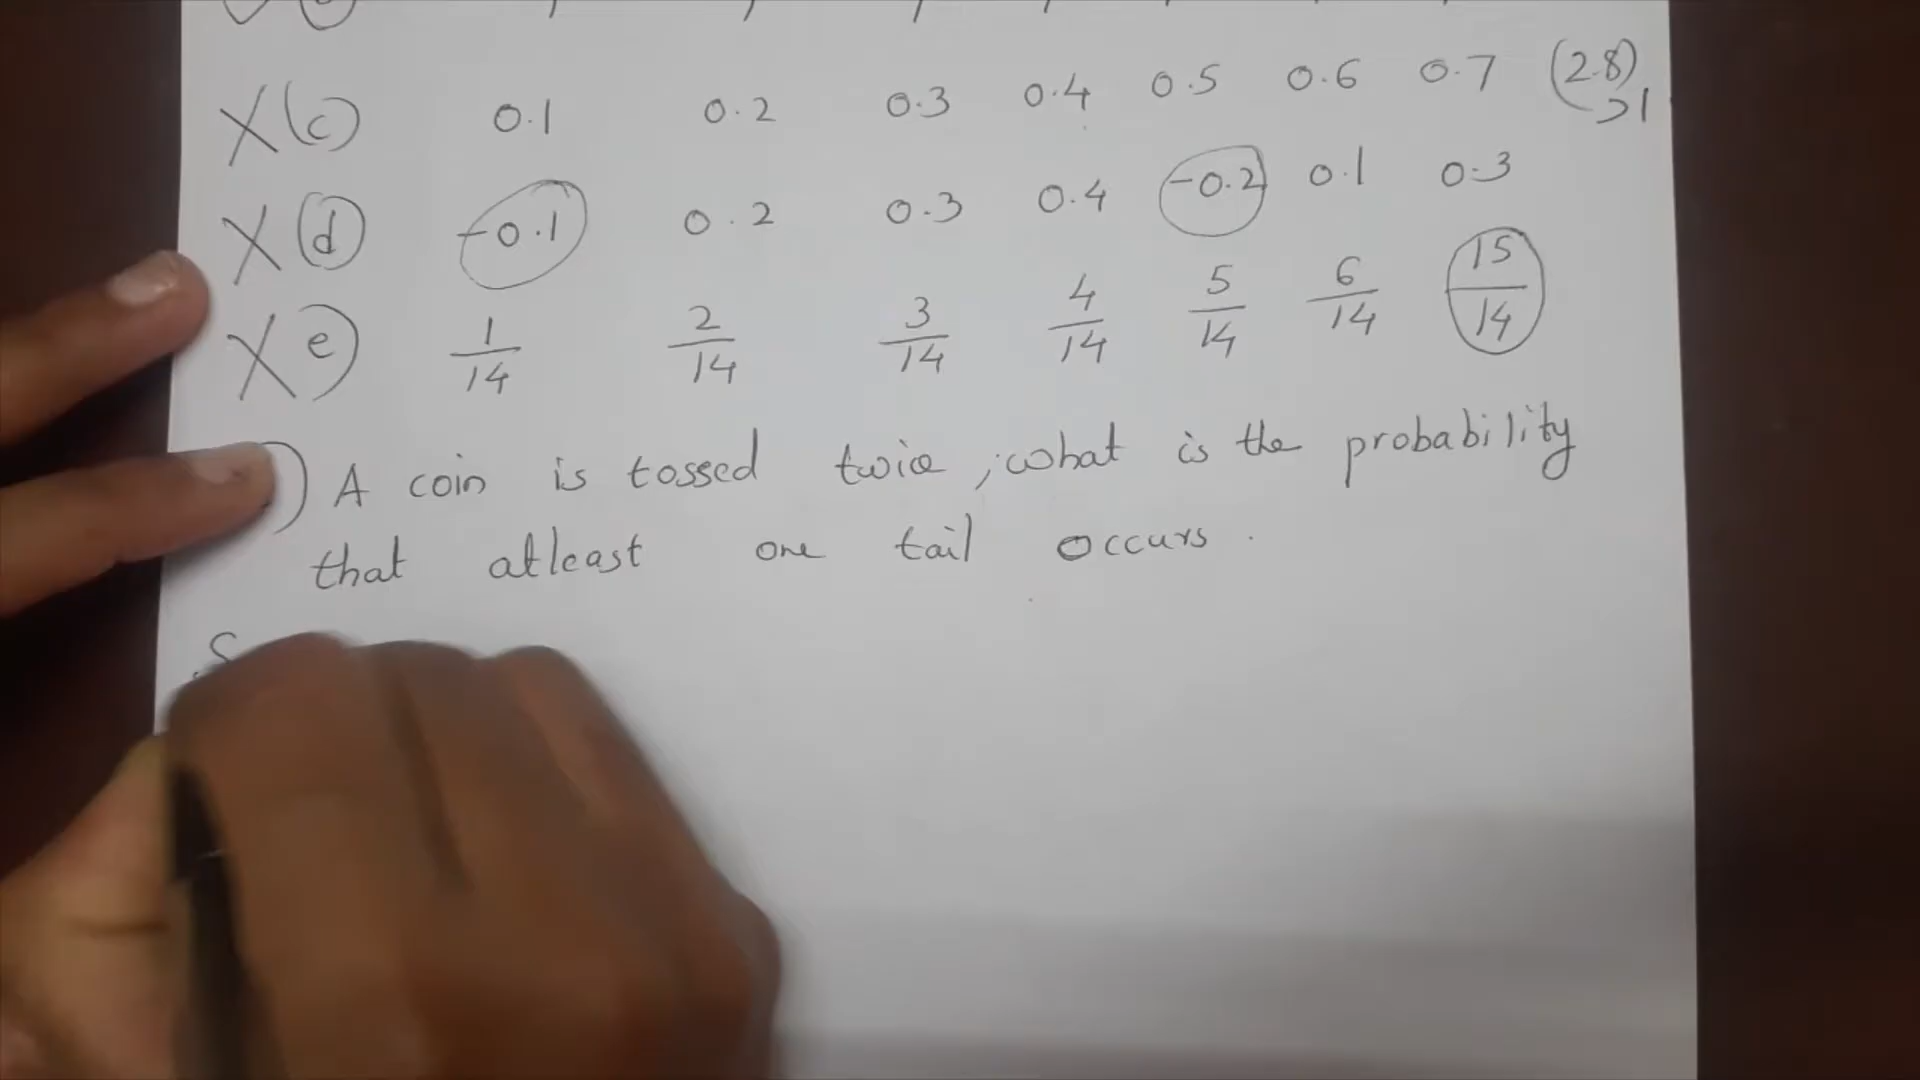 X (c) 0.1 0.2 0.3 0.4 0.5 0.6 0.7 (2.8) >1
X (d) -0.1 0.2 0.3 0.4 -0.2 0.1 0.3
X (e) 1/14 2/14 3/14 4/14 5/14 6/14 15/14
) A coin is tossed twice, what is the probability
that atleast one tail occurs.
S